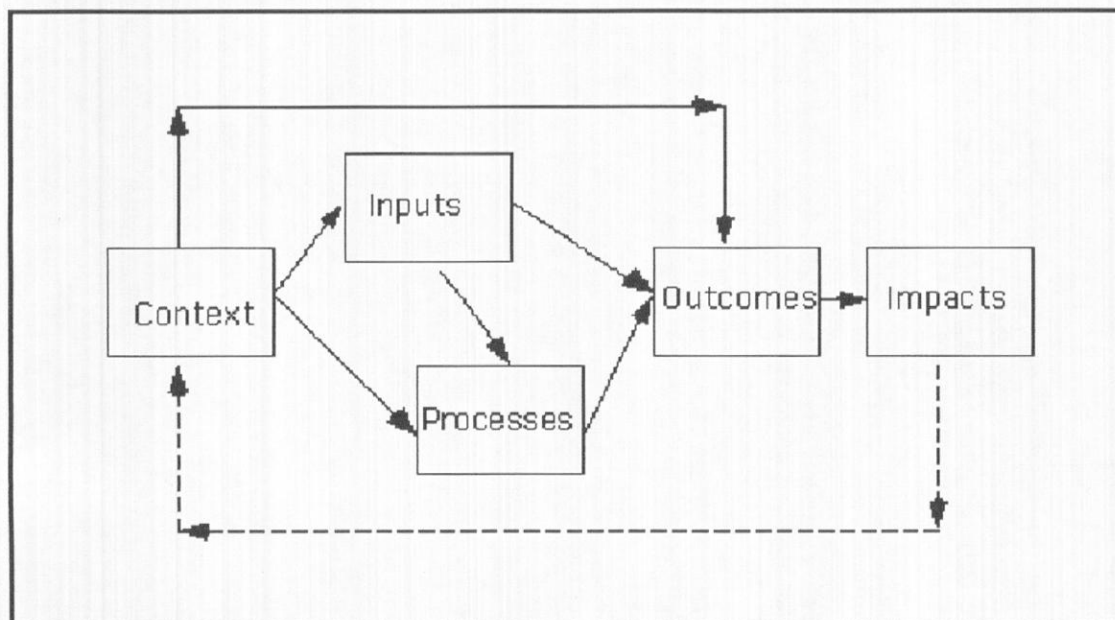 Inputs
Context
Outcomes
Impacts
Processes